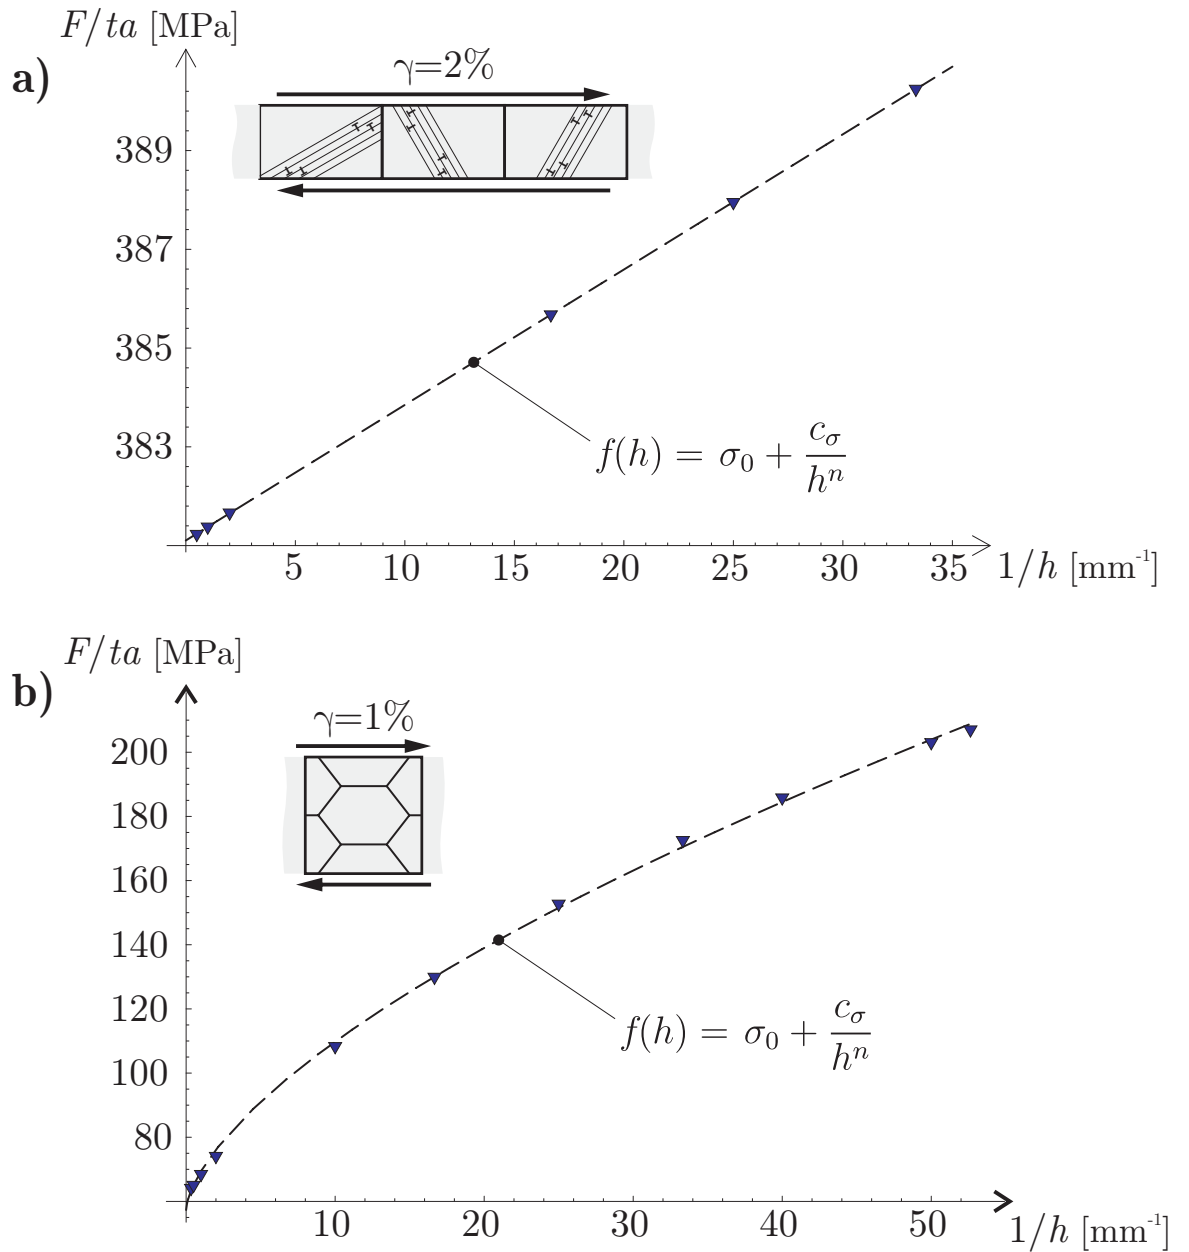 F/ta [MPa]
a)
γ=2%
389
387
385
383
f(h) = σ₀ + c_σ/hⁿ
5 10 15 20 25 30 35 1/h [mm⁻¹]
F/ta [MPa]
b)
γ=1%
200
180
160
140
120
100
80
f(h) = σ₀ + c_σ/hⁿ
10 20 30 40 50 1/h [mm⁻¹]